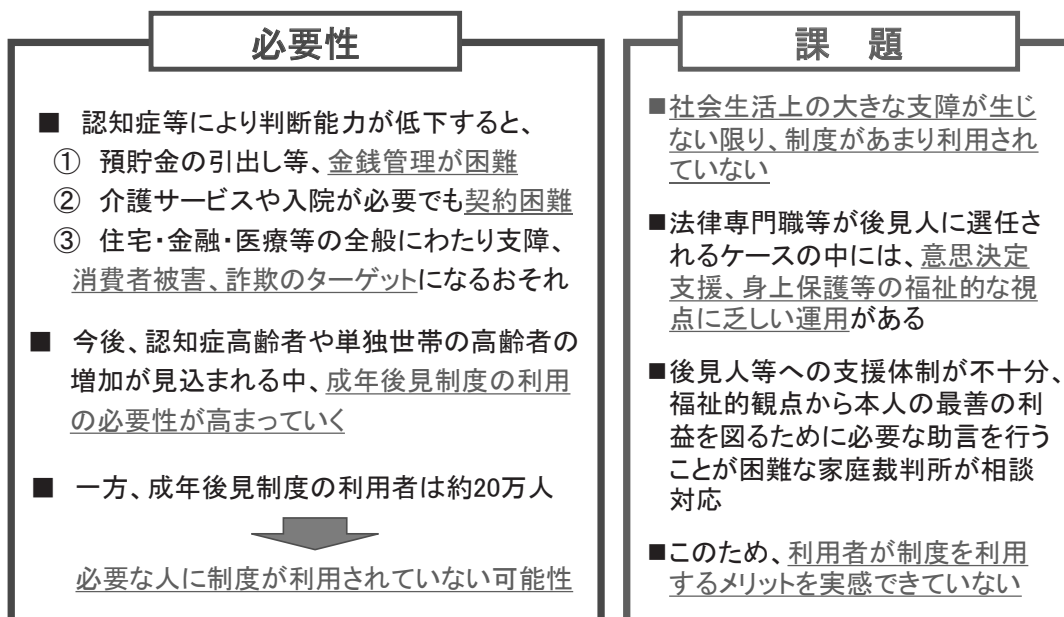 必要性
■ 認知症等により判断能力が低下すると、
① 預貯金の引出し等、金銭管理が困難
② 介護サービスや入院が必要でも契約困難
③ 住宅・金融・医療等の全般にわたり支障、
消費者被害、詐欺のターゲットになるおそれ
■ 今後、認知症高齢者や単独世帯の高齢者の
増加が見込まれる中、成年後見制度の利用
の必要性が高まっていく
■ 一方、成年後見制度の利用者は約20万人
必要な人に制度が利用されていない可能性
課 題
■社会生活上の大きな支障が生じ
ない限り、制度があまり利用され
ていない
■法律専門職等が後見人に選任さ
れるケースの中には、意思決定
支援、身上保護等の福祉的な視
点に乏しい運用がある
■後見人等への支援体制が不十分、
福祉的観点から本人の最善の利
益を図るために必要な助言を行う
ことが困難な家庭裁判所が相談
対応
■このため、利用者が制度を利用
するメリットを実感できていない